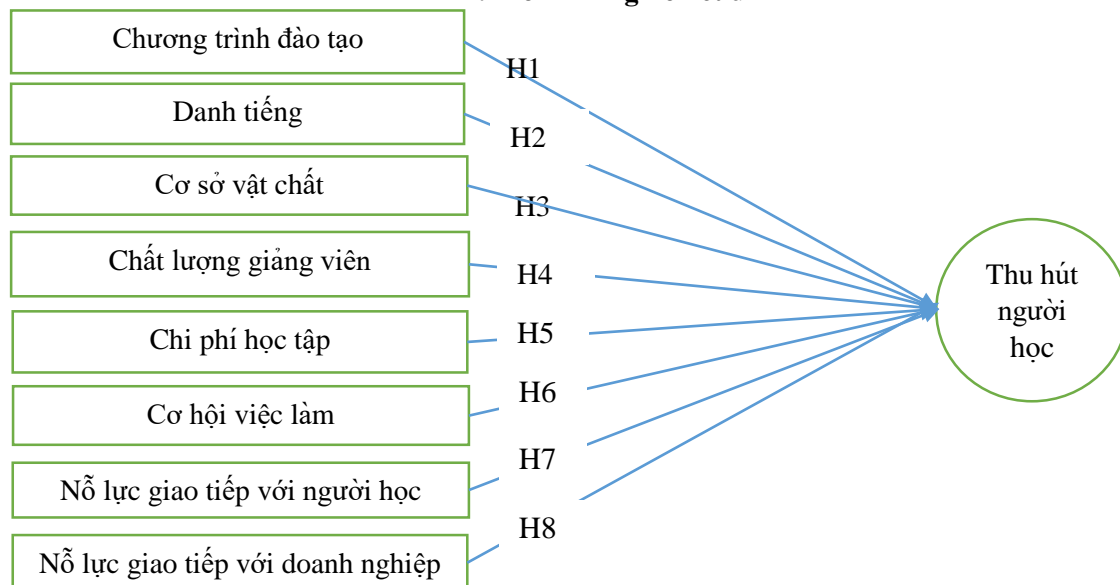 Chương trình đào tạo
H1
Danh tiếng
H2
Cơ sở vật chất
H3
Chất lượng giảng viên
H4
Chi phí học tập
H5
Cơ hội việc làm
H6
Nỗ lực giao tiếp với người học
H7
Nỗ lực giao tiếp với doanh nghiệp
H8
Thu hút
người
học